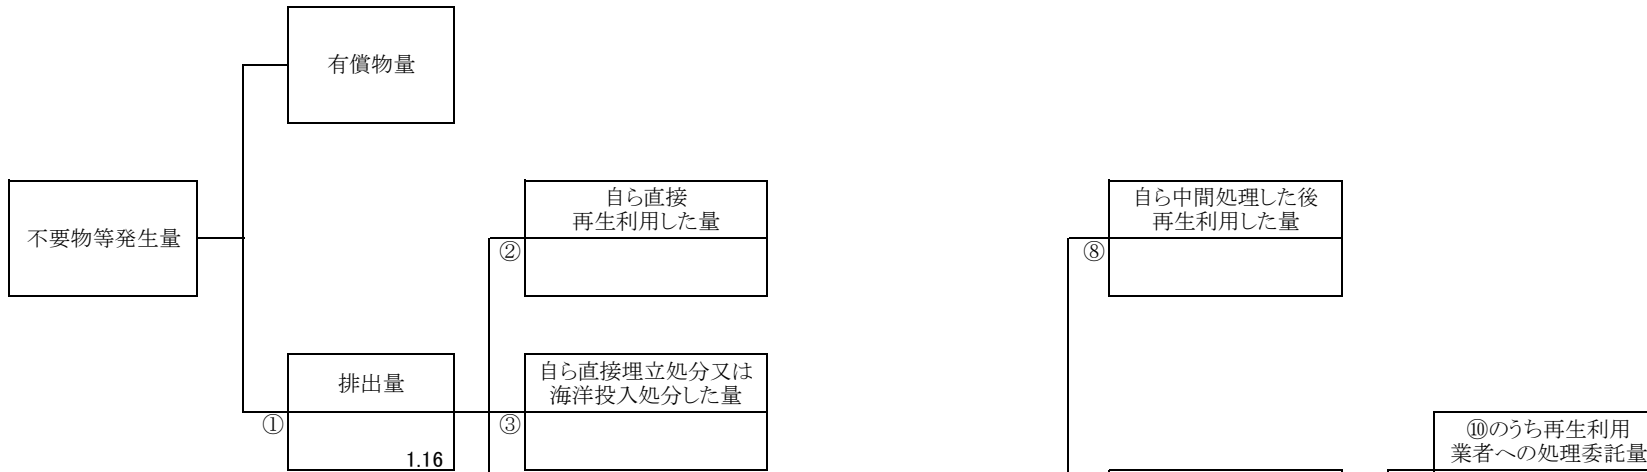 有償物量
不要物等発生量
自ら直接
再生利用した量
②
自ら中間処理した後
再生利用した量
⑧
排出量
①
1.16
自ら直接埋立処分又は
海洋投入処分した量
③
⑩のうち再生利用
業者への処理委託量